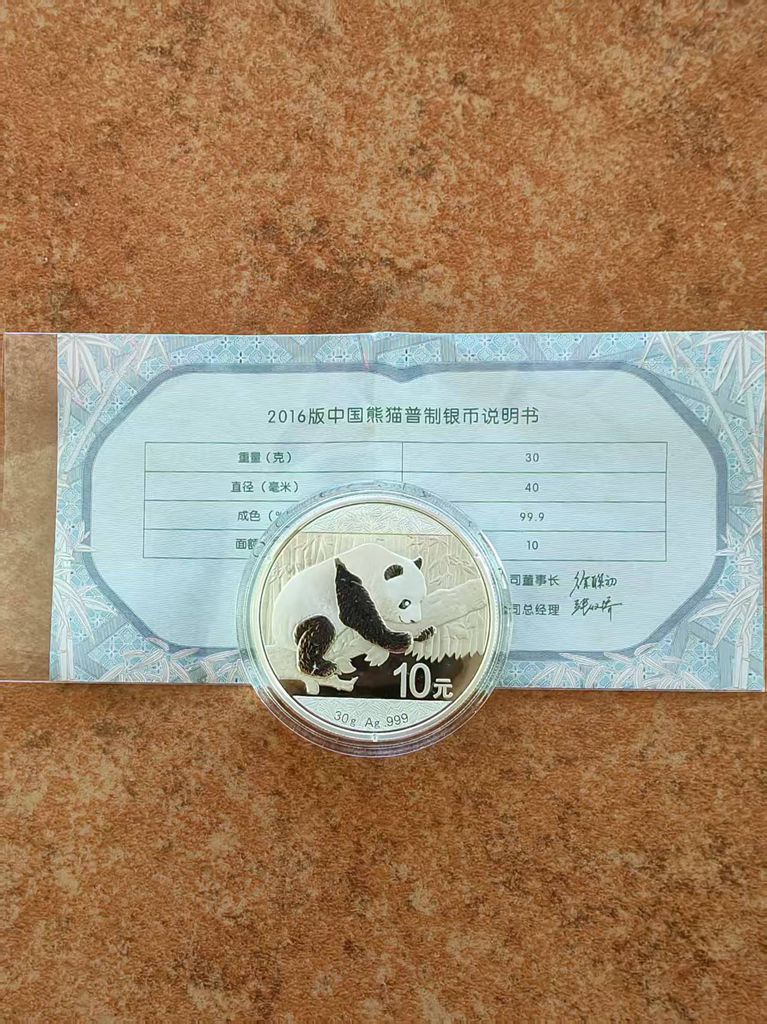 2016版中国熊猫普制银币说明书
重量（克） 30
直径（毫米） 40
成色（% 99.9
面额 10
司董事长
司总经理
10元
30g Ag .999